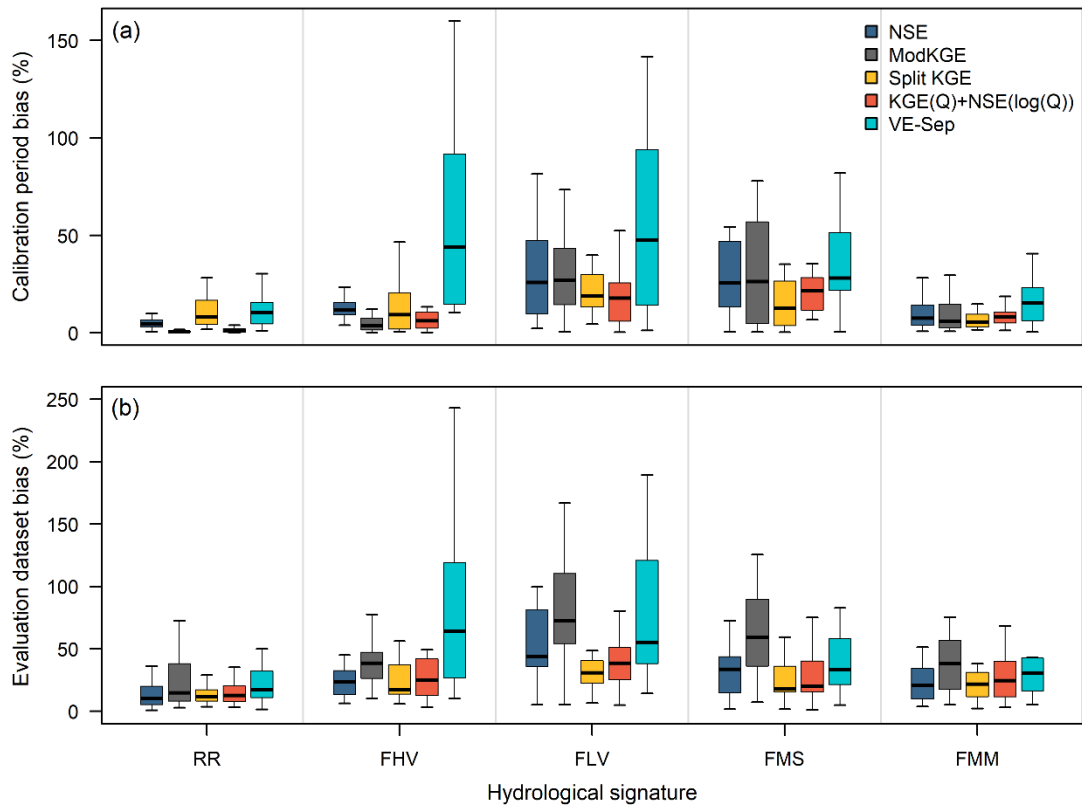 (a)
NSE
ModKGE
Split KGE
KGE(Q)+NSE(log(Q))
VE-Sep
Calibration period bias (%)
150
100
50
0
(b)
Evaluation dataset bias (%)
250
200
150
100
50
0
RR FHV FLV FMS FMM
Hydrological signature